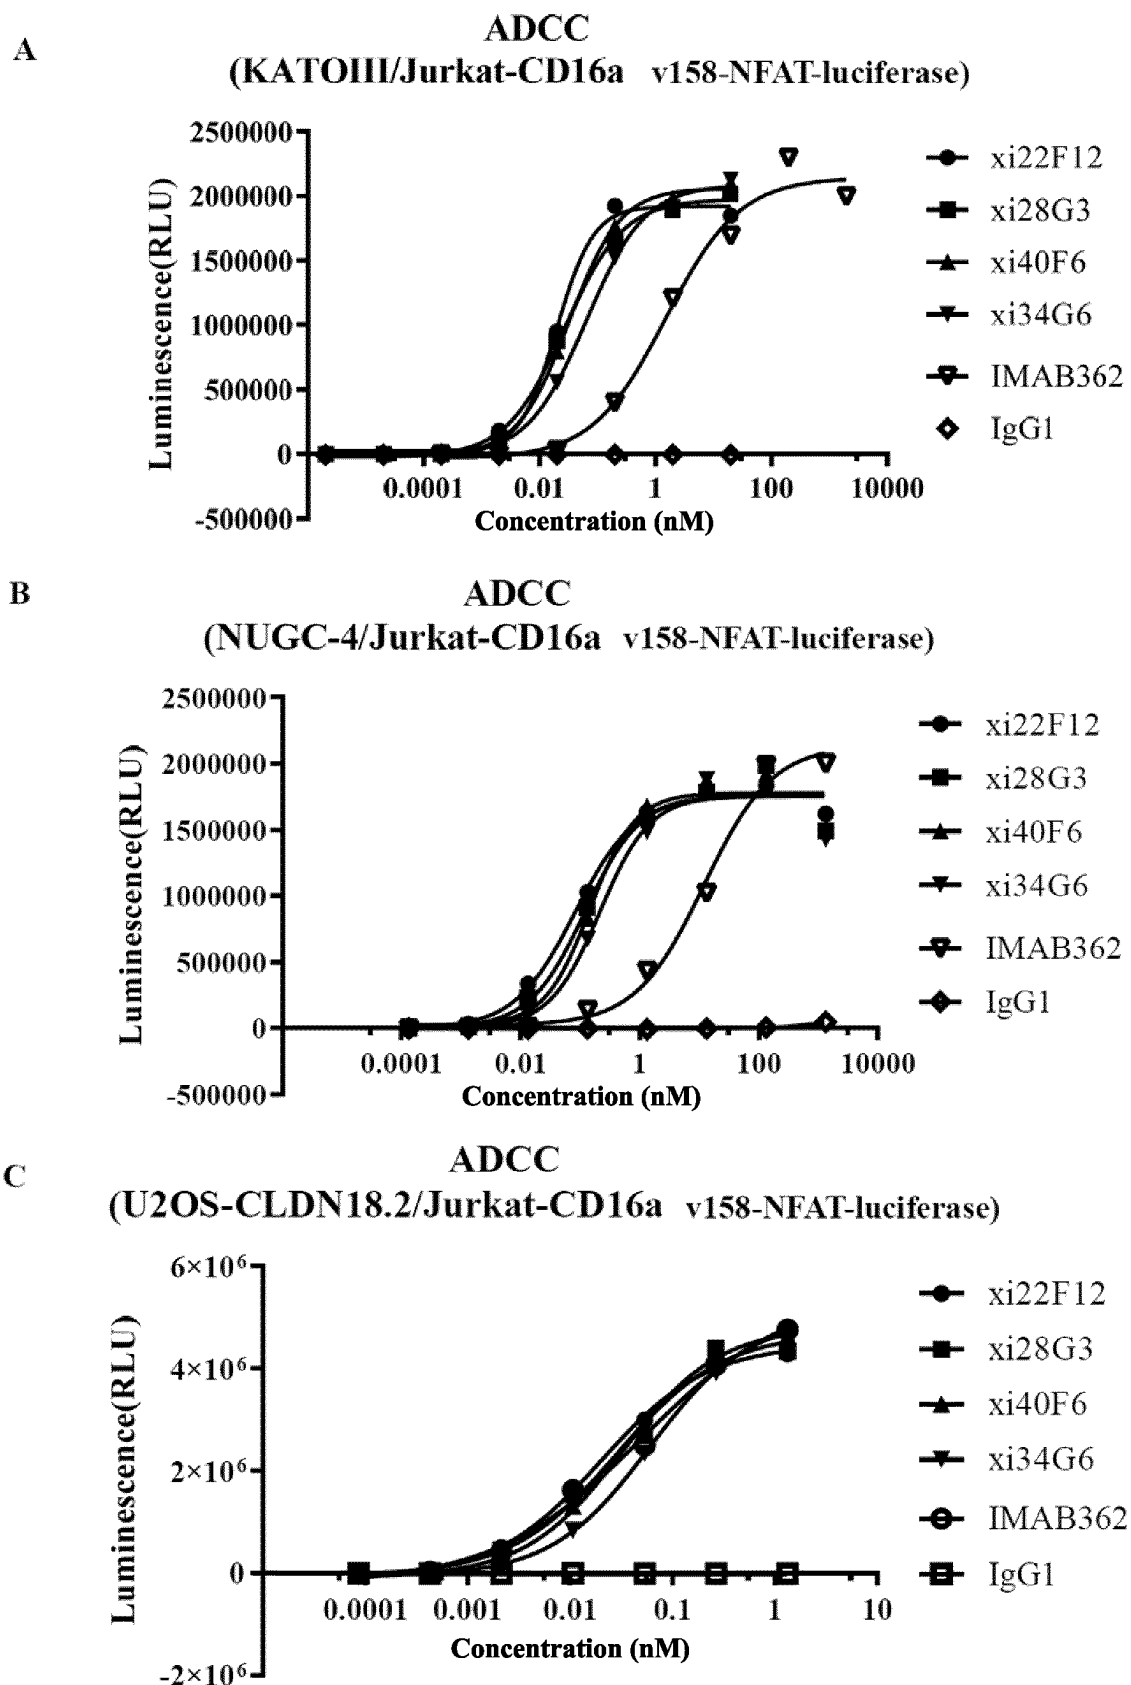 A
ADCC
(KATOIII/Jurkat-CD16a v158-NFAT-luciferase)
2500000
2000000
1500000
1000000
500000
0
-500000
Luminescence(RLU)
0.0001 0.01 1 100 10000
Concentration (nM)
xi22F12
xi28G3
xi40F6
xi34G6
IMAB362
IgG1
B
ADCC
(NUGC-4/Jurkat-CD16a v158-NFAT-luciferase)
2500000
2000000
1500000
1000000
500000
0
-500000
Luminescence(RLU)
0.0001 0.01 1 100 10000
Concentration (nM)
xi22F12
xi28G3
xi40F6
xi34G6
IMAB362
IgG1
C
ADCC
(U2OS-CLDN18.2/Jurkat-CD16a v158-NFAT-luciferase)
6×10⁶
4×10⁶
2×10⁶
0
-2×10⁶
Luminescence(RLU)
0.0001 0.001 0.01 0.1 1 10
Concentration (nM)
xi22F12
xi28G3
xi40F6
xi34G6
IMAB362
IgG1